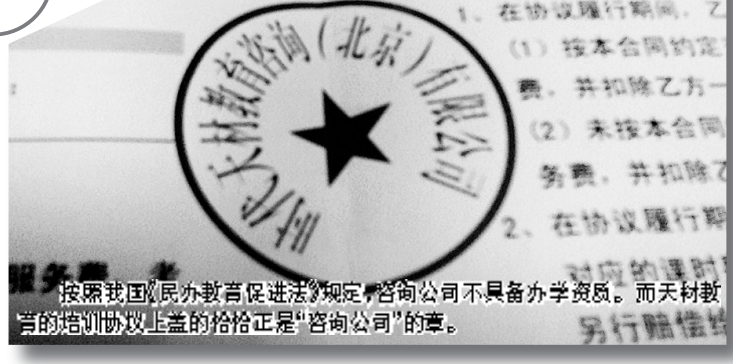 时代天材教育咨询（北京）有限公司
1、在协议履行期间，乙
（1）按本合同约定
费，并扣除乙方一
（2）未按本合同
务费，并扣除乙
2、在协议履行期
对应的课时
另行赔偿
服务费
按照我国《民办教育促进法》规定，咨询公司不具备办学资质。而天材教
育的培训协议上盖的恰恰正是“咨询公司”的章。